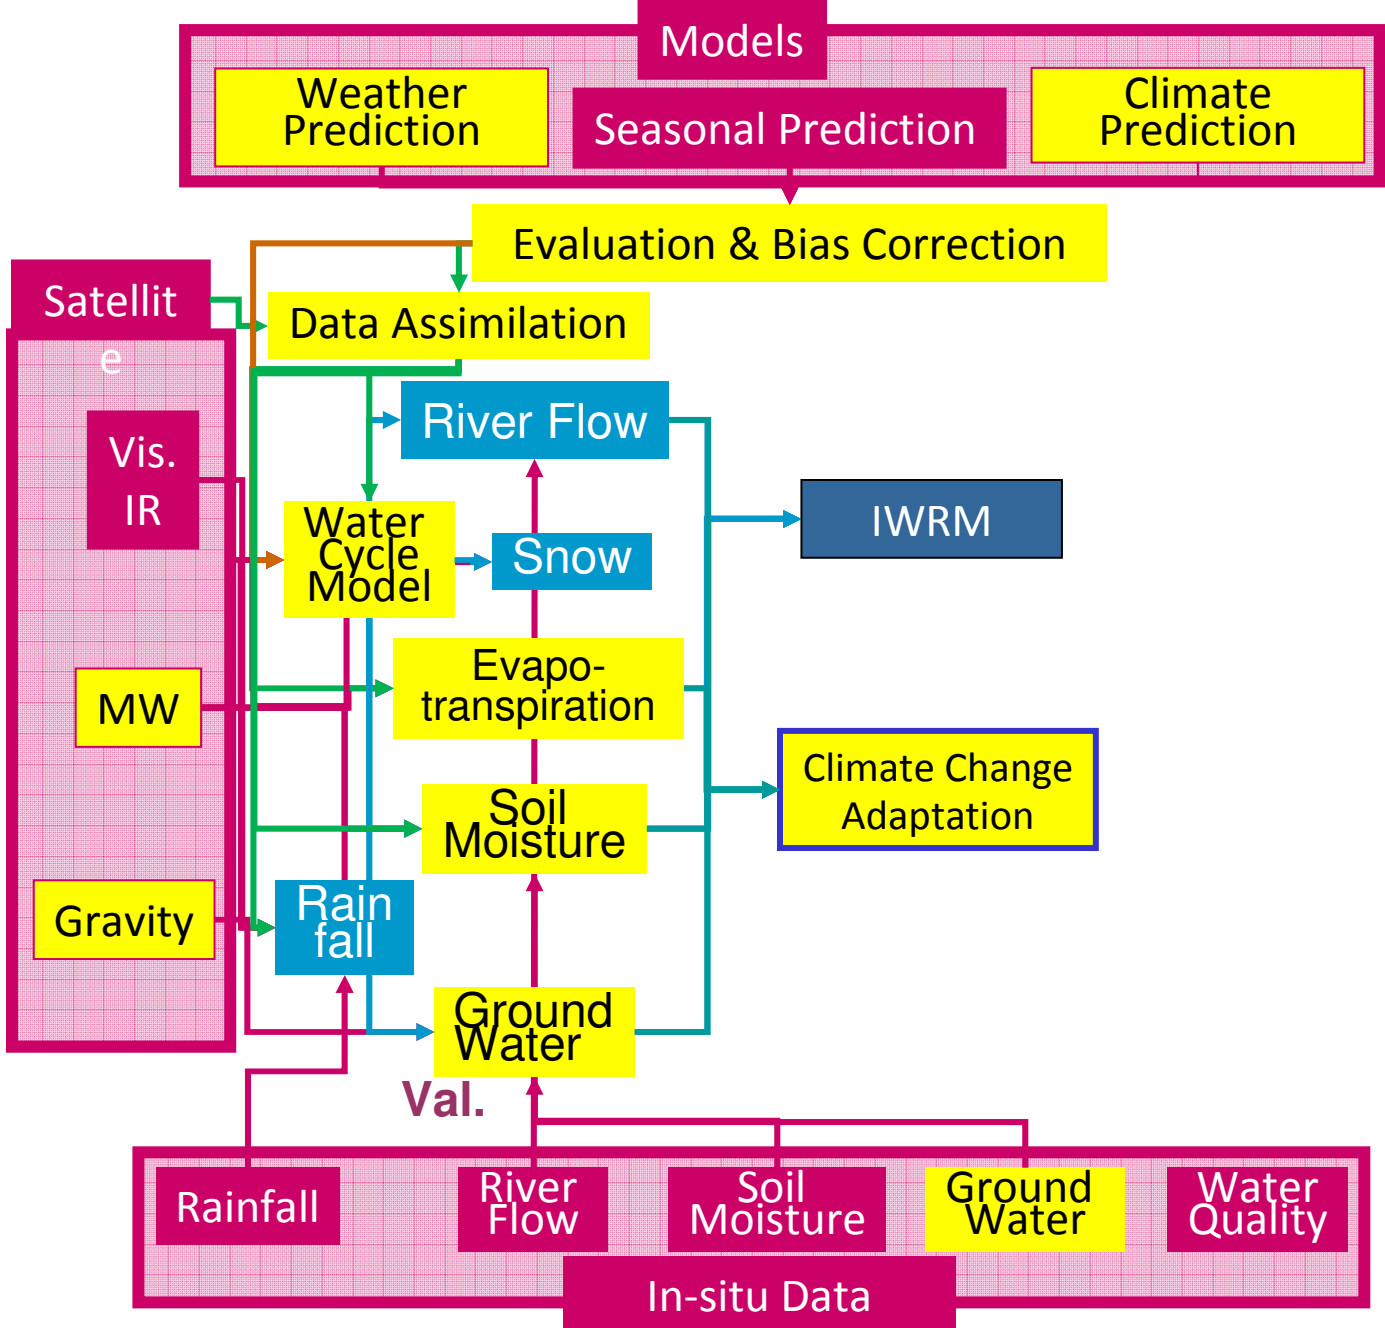 Models
Weather
Prediction
Seasonal Prediction
Climate
Prediction
Evaluation & Bias Correction
Satellit
e
Data Assimilation
River Flow
Vis.
IR
Water
Cycle
Model
Snow
IWRM
Evapo-
transpiration
MW
Climate Change
Adaptation
Soil
Moisture
Rain
fall
Gravity
Ground
Water
Val.
Rainfall
River
Flow
Soil
Moisture
Ground
Water
Water
Quality
In-situ Data